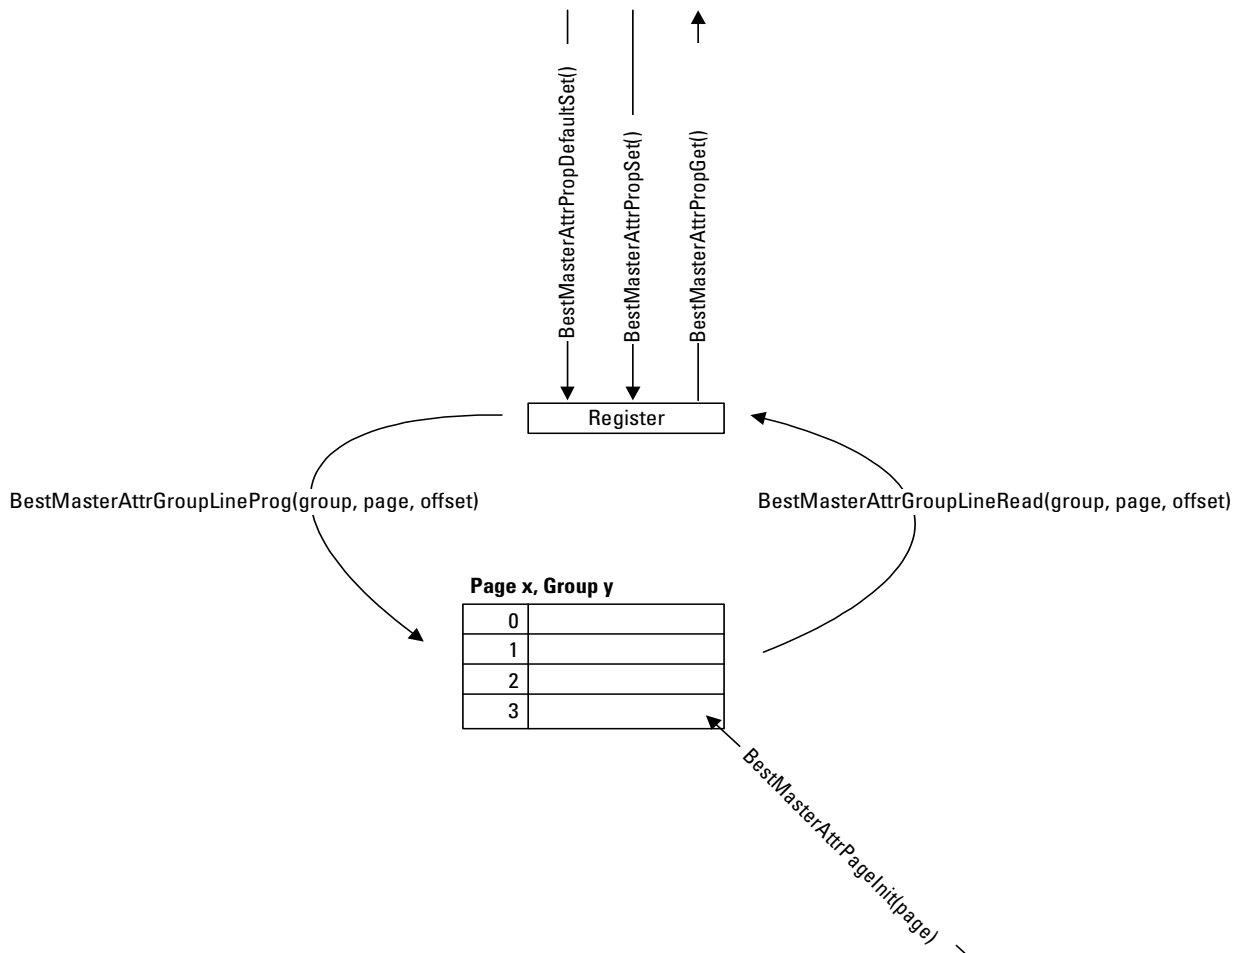 BestMasterAttrPropDefaultSet()
BestMasterAttrPropSet()
BestMasterAttrPropGet()
Register
BestMasterAttrGroupLineProg(group, page, offset)
BestMasterAttrGroupLineRead(group, page, offset)
Page x, Group y
0
1
2
3
BestMasterAttrPageInit(page)